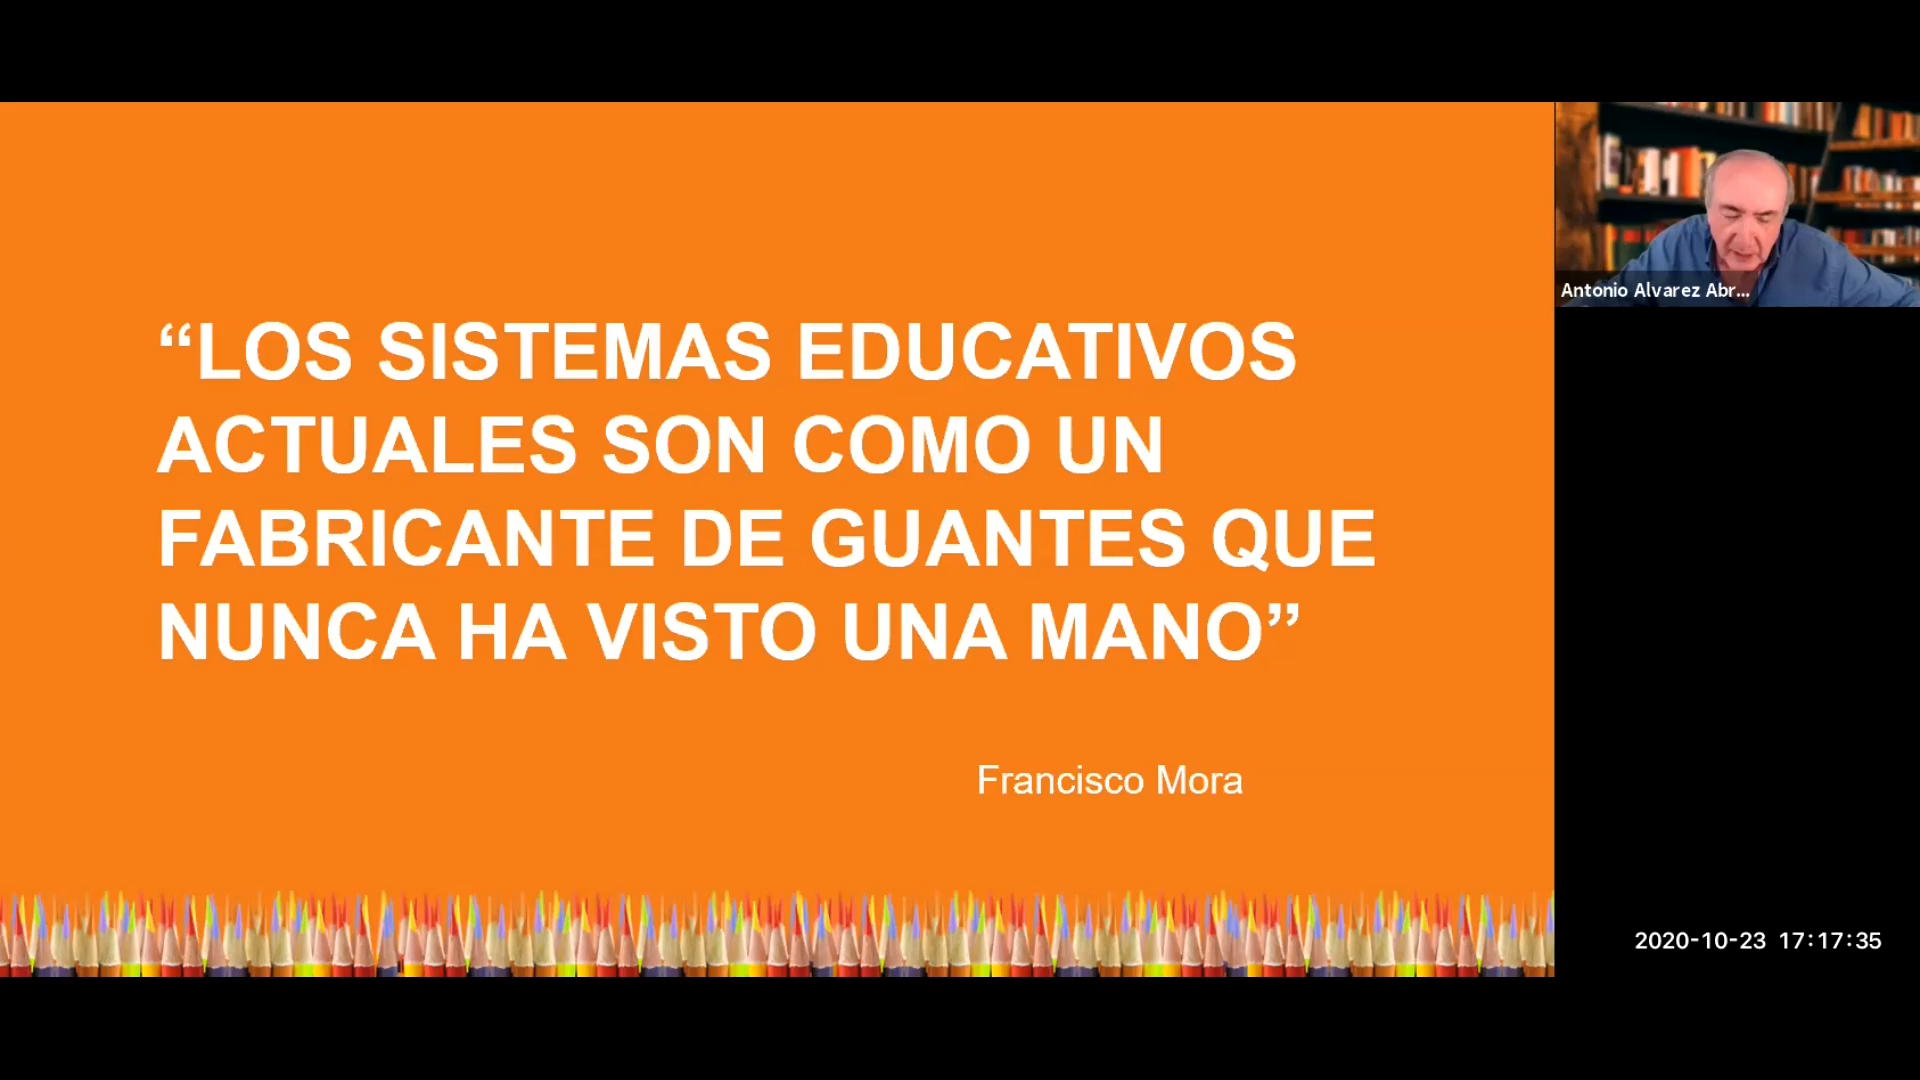 “LOS SISTEMAS EDUCATIVOS
ACTUALES SON COMO UN
FABRICANTE DE GUANTES QUE
NUNCA HA VISTO UNA MANO”
Francisco Mora
Antonio Alvarez Abr...
2020-10-23 17:17:35